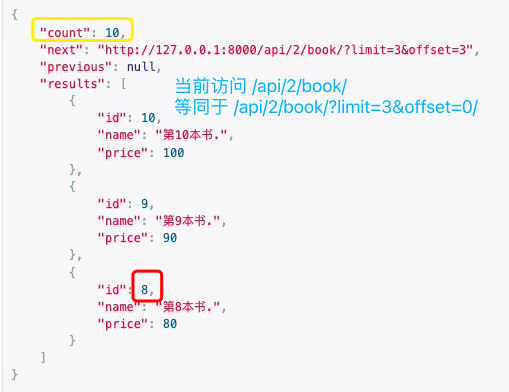 {
    "count": 10,
    "next": "http://127.0.0.1:8000/api/2/book/?limit=3&offset=3",
    "previous": null,
    "results": [
当前访问 /api/2/book/
等同于 /api/2/book/?limit=3&offset=0/
        {
            "id": 10,
            "name": "第10本书.",
            "price": 100
        },
        {
            "id": 9,
            "name": "第9本书.",
            "price": 90
        },
        {
            "id": 8,
            "name": "第8本书.",
            "price": 80
        }
    ]
}